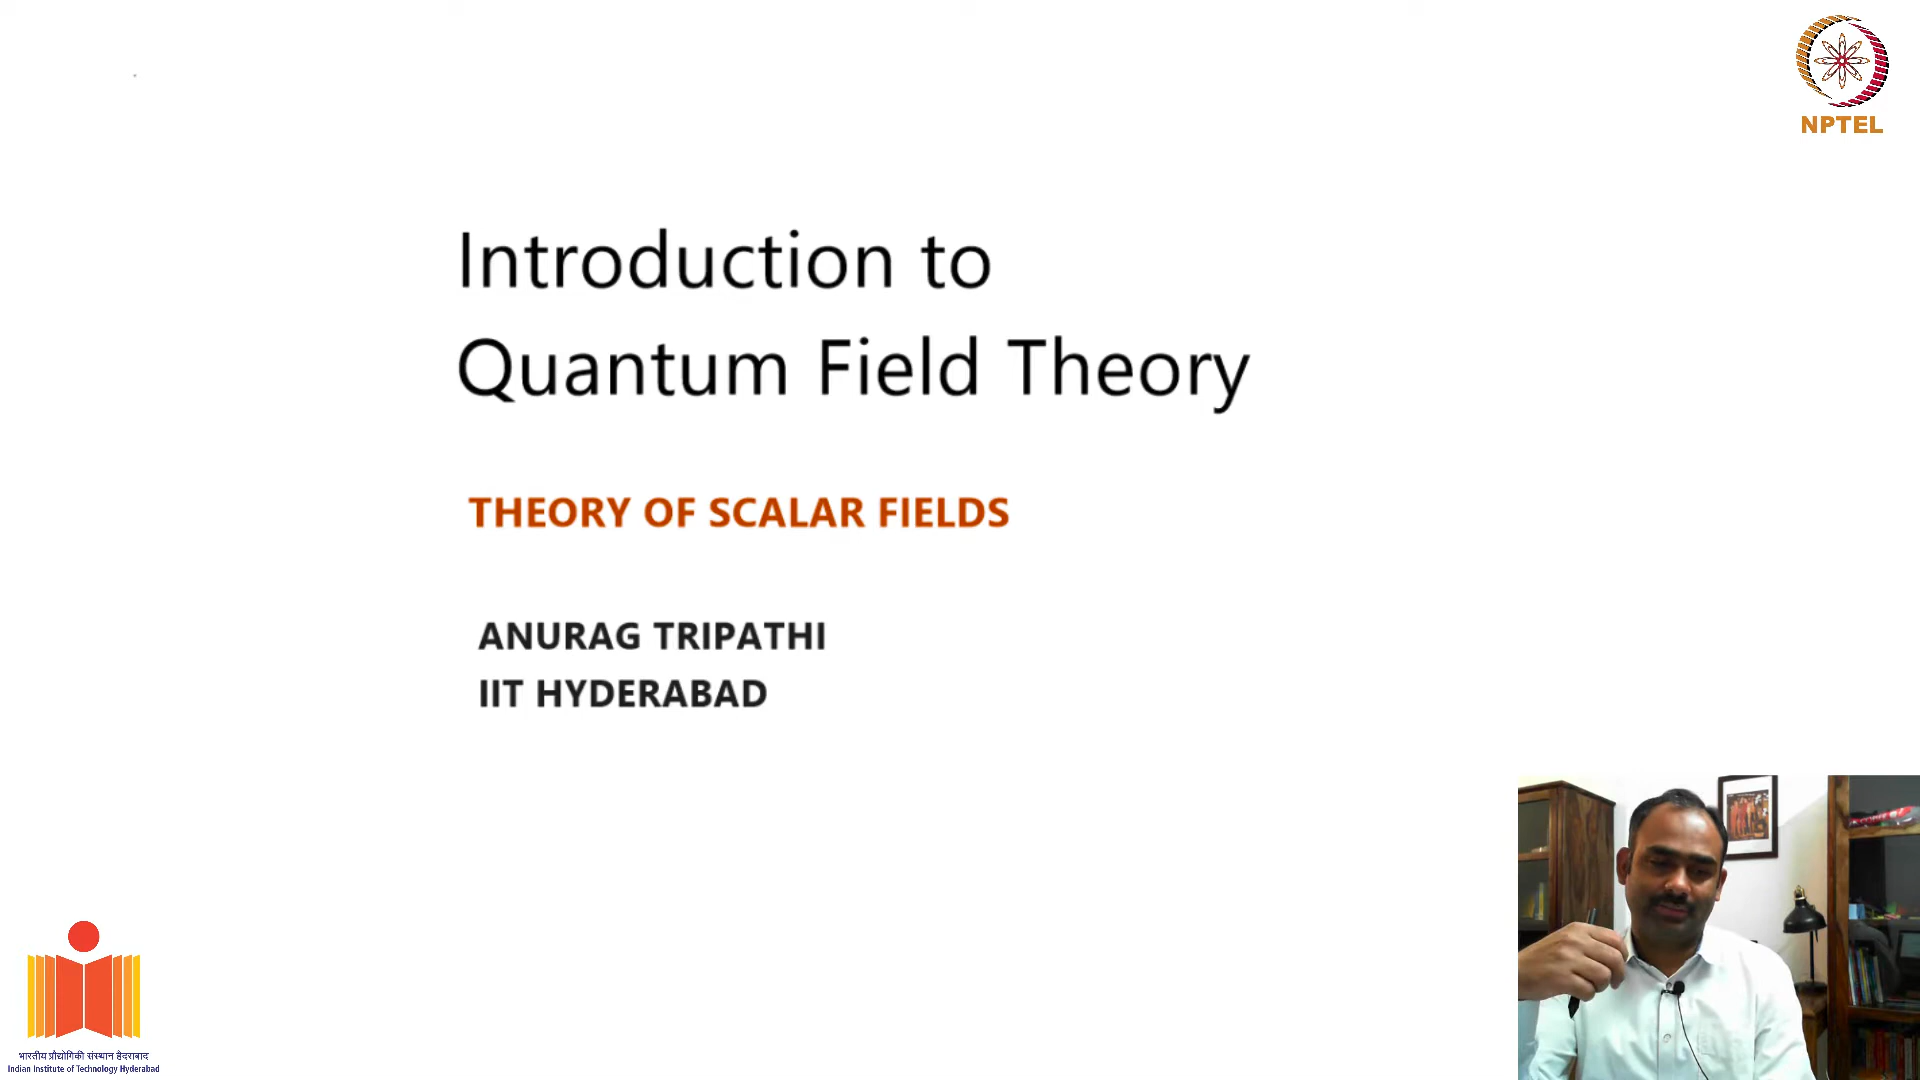 NPTEL
Introduction to
Quantum Field Theory
THEORY OF SCALAR FIELDS
ANURAG TRIPATHI
IIT HYDERABAD
भारतीय प्रौद्योगिकी संस्थान हैदराबाद
Indian Institute of Technology Hyderabad